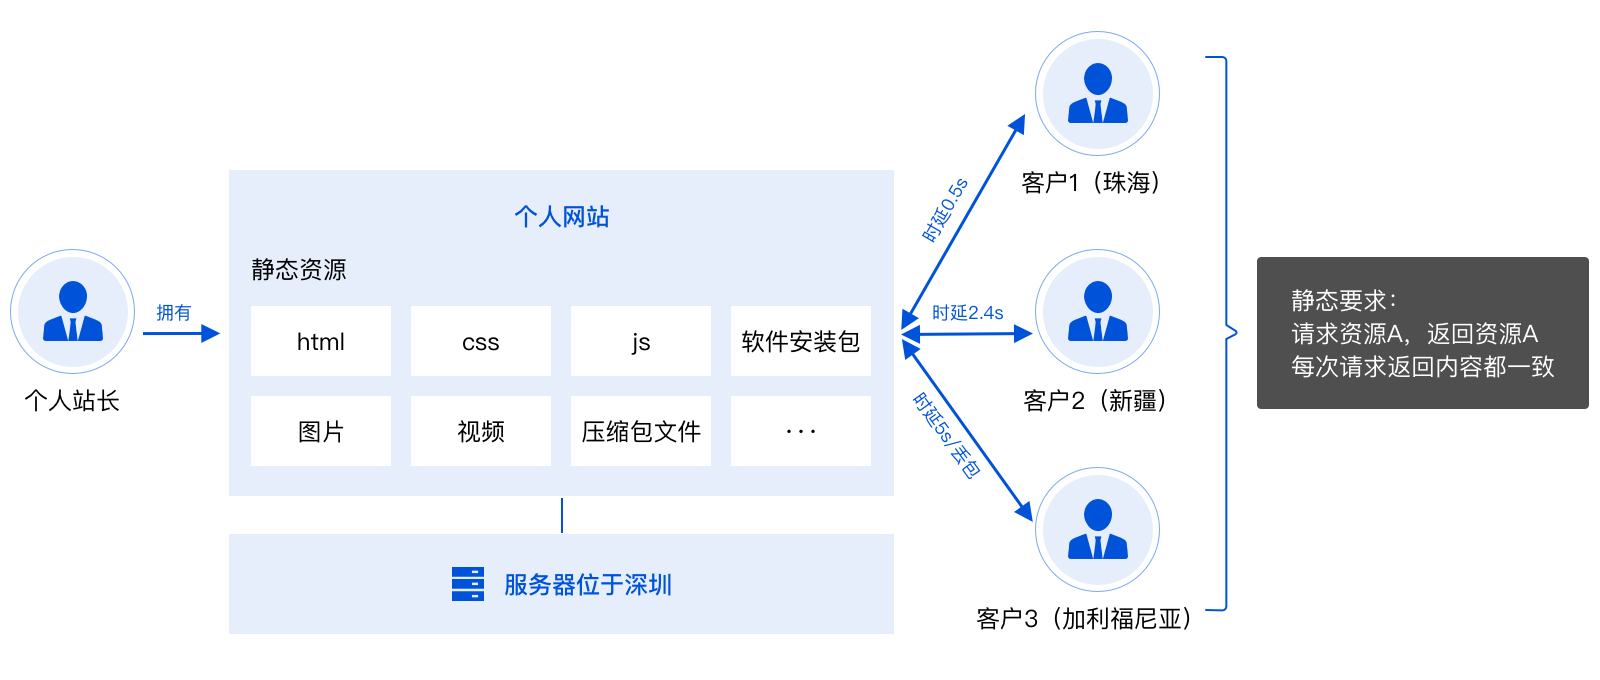 个人站长
拥有
个人网站
静态资源
html
css
js
软件安装包
图片
视频
压缩包文件
...
服务器位于深圳
时延0.5s
时延2.4s
时延5s/丢包
客户1（珠海）
客户2（新疆）
客户3（加利福尼亚）
静态要求：
请求资源A，返回资源A
每次请求返回内容都一致